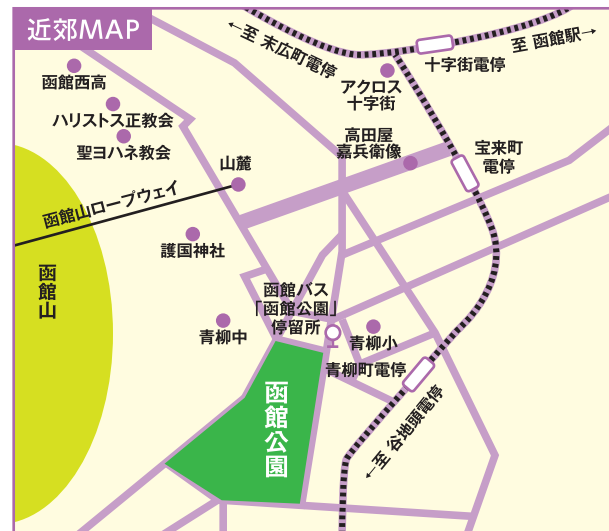 近郊MAP
←至 末広町電停
至 函館駅→
十字街電停
函館西高
アクロス
十字街
ハリストス正教会
聖ヨハネ教会
高田屋
嘉兵衛像
宝来町
電停
山麓
函館山ロープウェイ
護国神社
函館山
函館バス
「函館公園」
停留所
青柳中
青柳小
青柳町電停
函館公園
←至 谷地頭電停